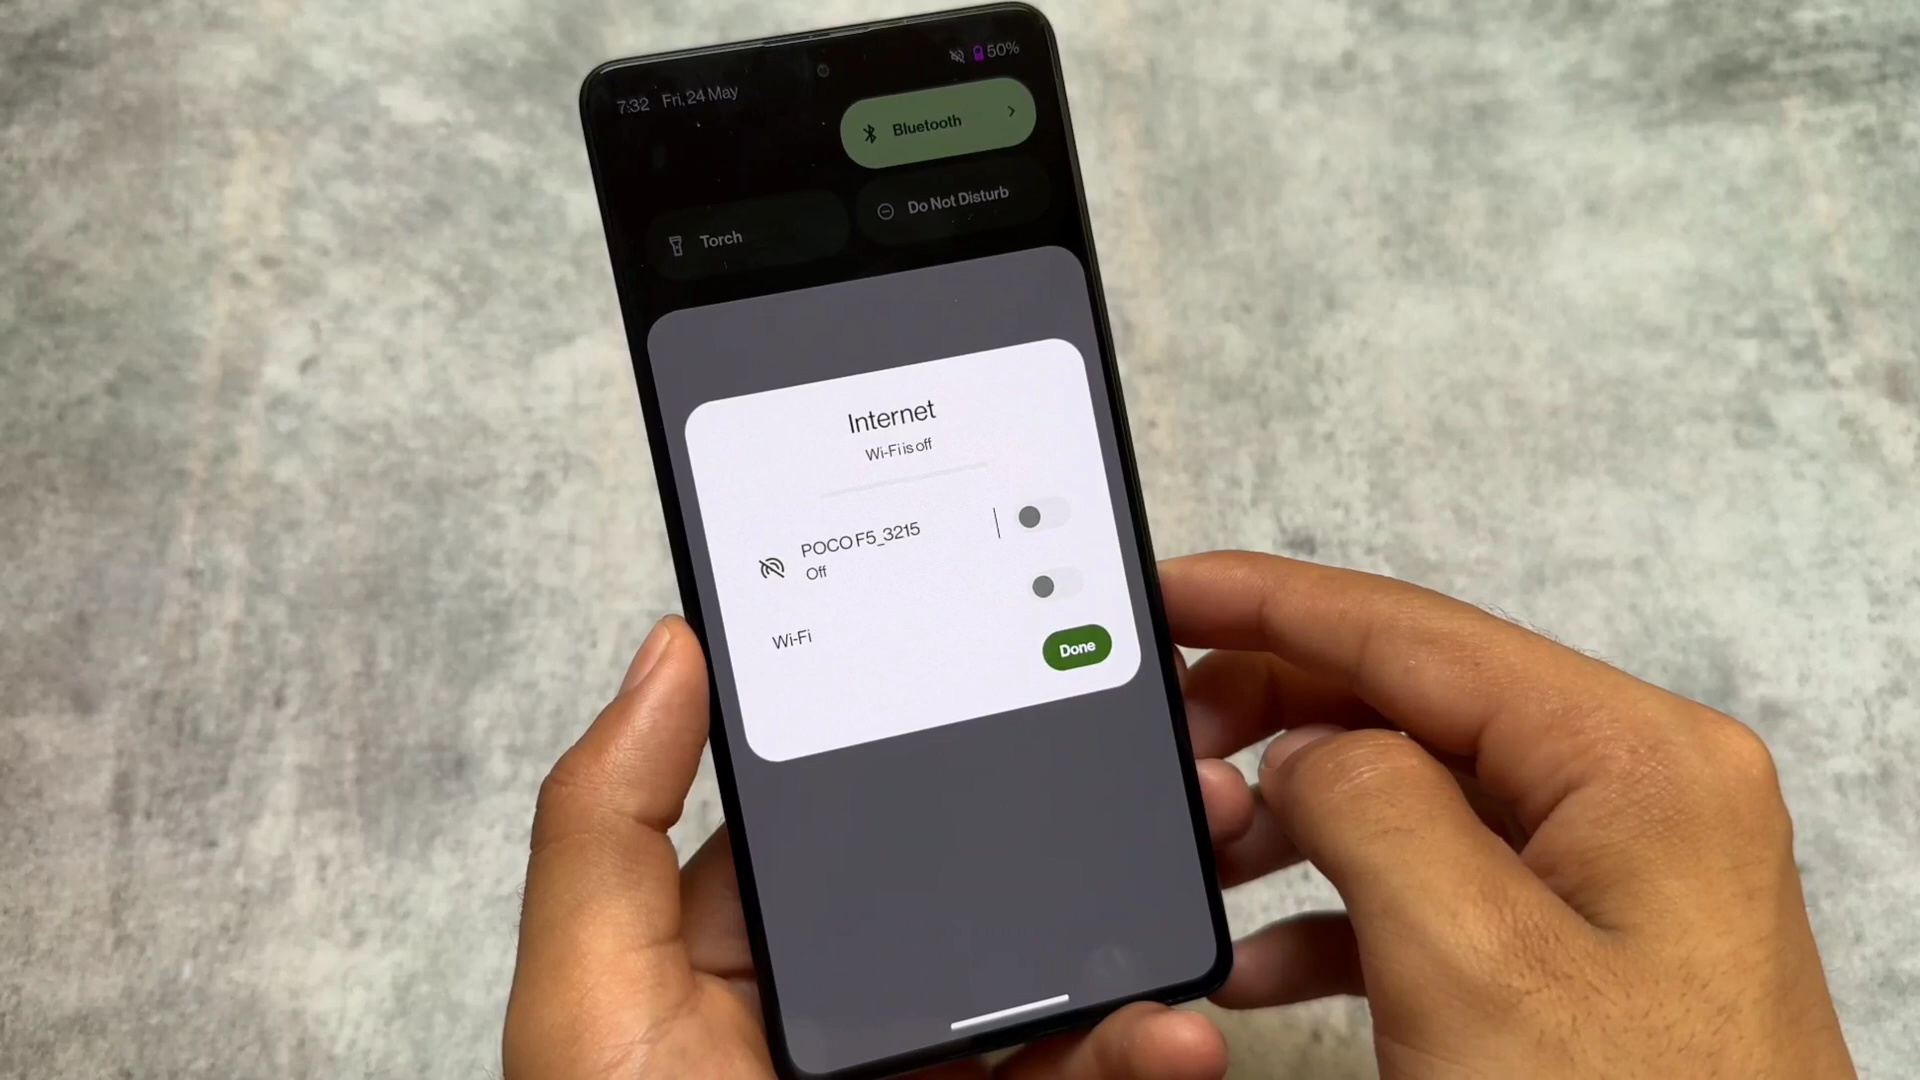 7:32 Fri, 24 May
50%
Bluetooth
Do Not Disturb
Torch
Internet
Wi-Fi is off
POCO F5_3215
Off
Wi-Fi
Done